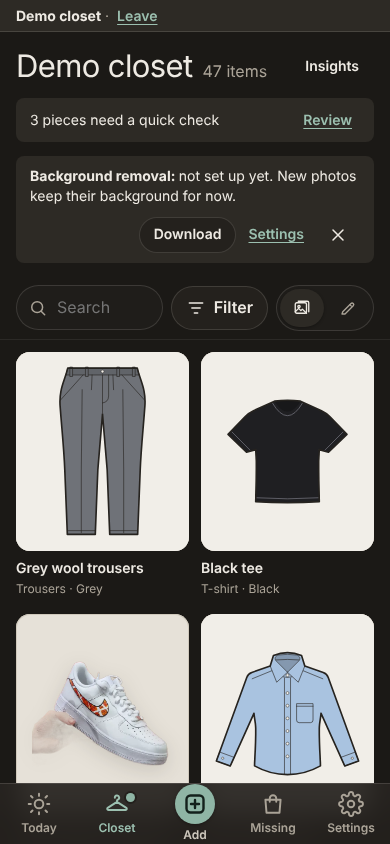 Demo closet · Leave
Demo closet 47 items Insights
3 pieces need a quick check Review
Background removal: not set up yet. New photos
keep their background for now.
Download Settings
Search Filter
Grey wool trousers
Trousers · Grey
Black tee
T-shirt · Black
Today Closet Add Missing Settings